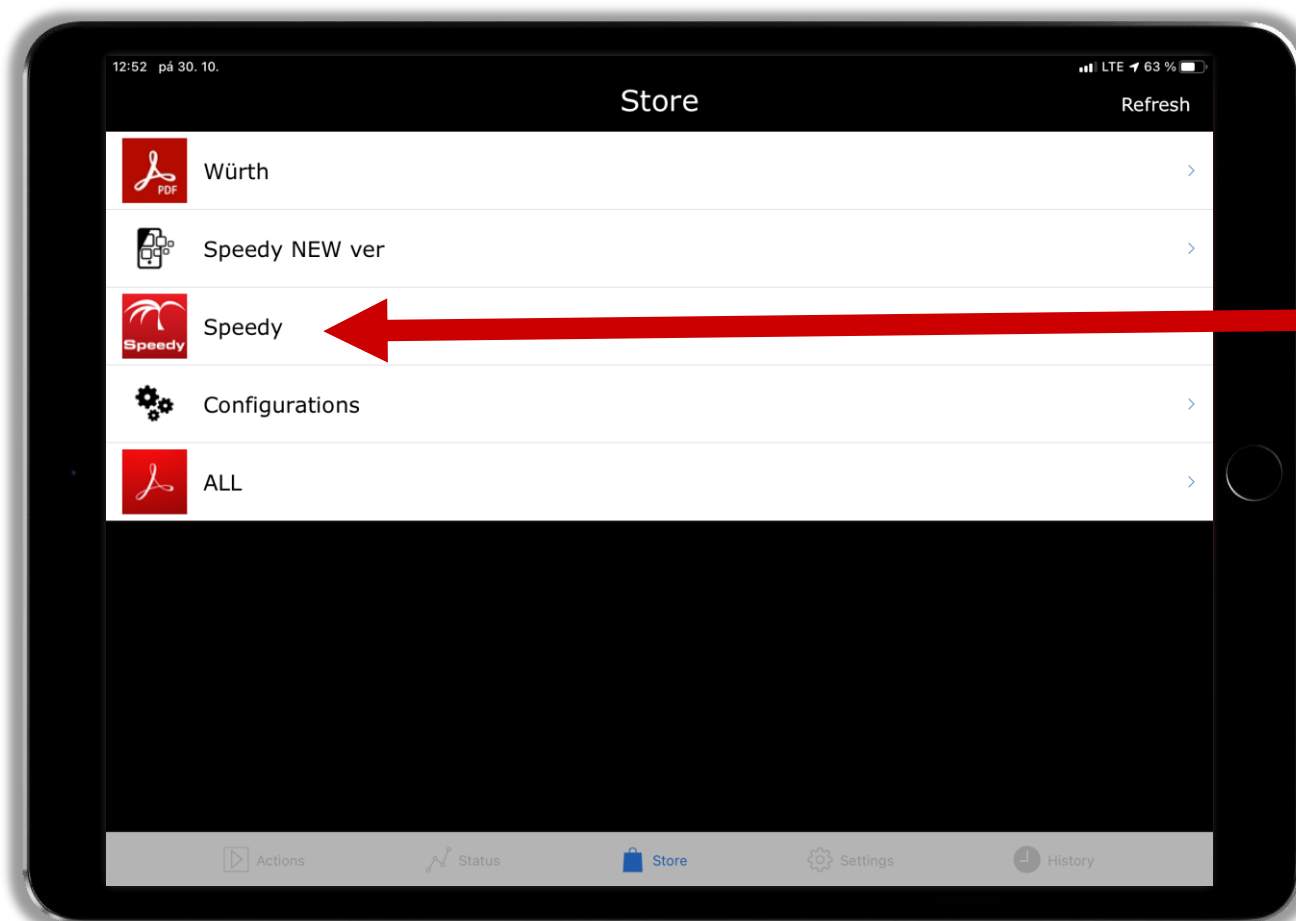 12:52 pá 30. 10.
LTE 63 %
Store
Refresh
PDF
Würth
Speedy NEW ver
Speedy
Speedy
Configurations
ALL
Actions
Status
Store
Settings
History